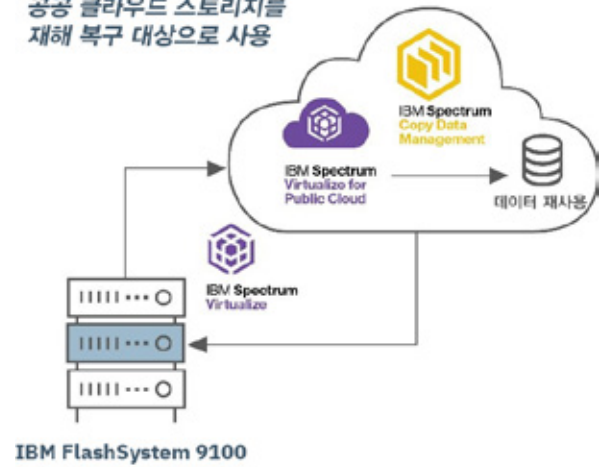 공공 클라우드 스토리지를
재해 복구 대상으로 사용
IBM Spectrum
Copy Data
Management
IBM Spectrum
Virtualize for
Public Cloud
데이터 재사용
IBM Spectrum
Virtualize
IBM FlashSystem 9100